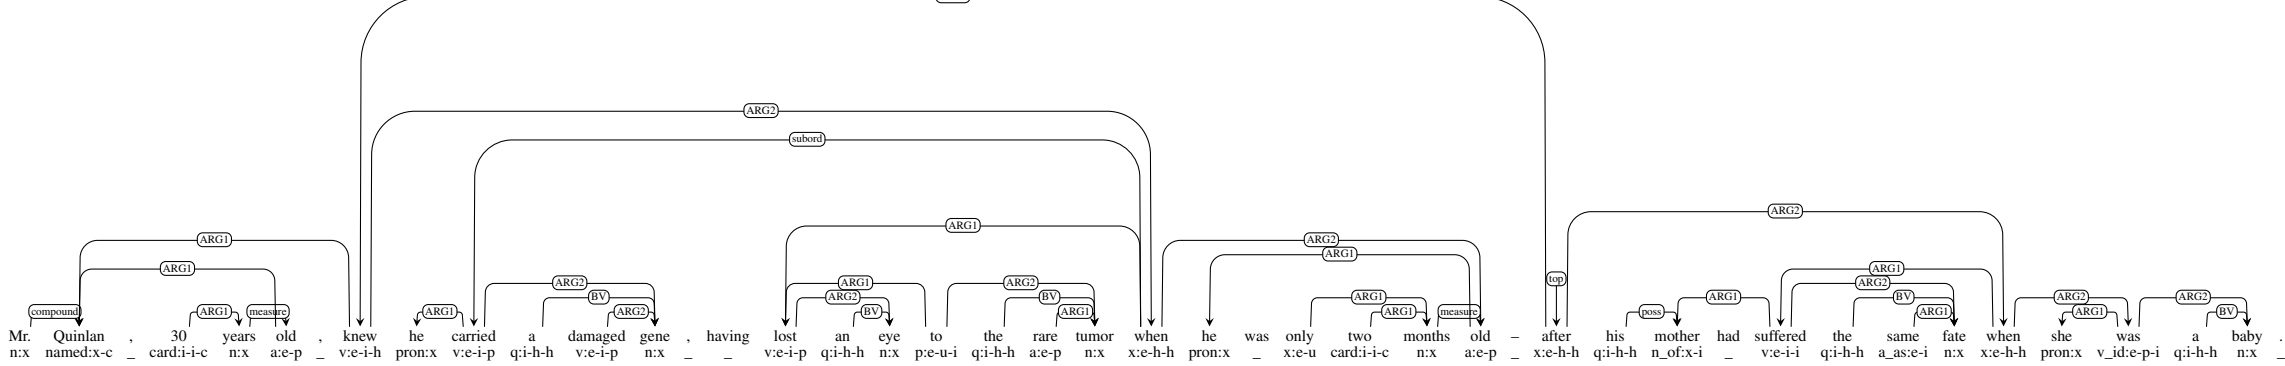 ARG2
subord
ARG2
ARG1
ARG1 ARG2
ARG1
ARG1 ARG1
ARG2 ARG1 ARG2 top ARG2
BV ARG2 BV ARG1 BV ARG1 ARG2 ARG2
compound ARG1 measure ARG1 ARG2 BV ARG1 ARG1 measure poss ARG1 ARG1 BV
Mr. Quinlan , 30 years old , knew he carried a damaged gene , having lost an eye to the rare tumor when he was only two months old – after his mother had suffered the same fate when she was a baby .
n:x named:x-c _ card:i-i-c n:x a:e-p _ v:e-i-h pron:x v:e-i-p q:i-h-h v:e-i-p n:x _ _ v:e-i-p q:i-h-h n:x p:e-u-i q:i-h-h a:e-p n:x x:e-h-h pron:x _ x:e-u card:i-i-c n:x a:e-p _ x:e-h-h q:i-h-h n_of:x-i _ v:e-i-i q:i-h-h a_as:e-i n:x x:e-h-h pron:x v_id:e-p-i q:i-h-h n:x _